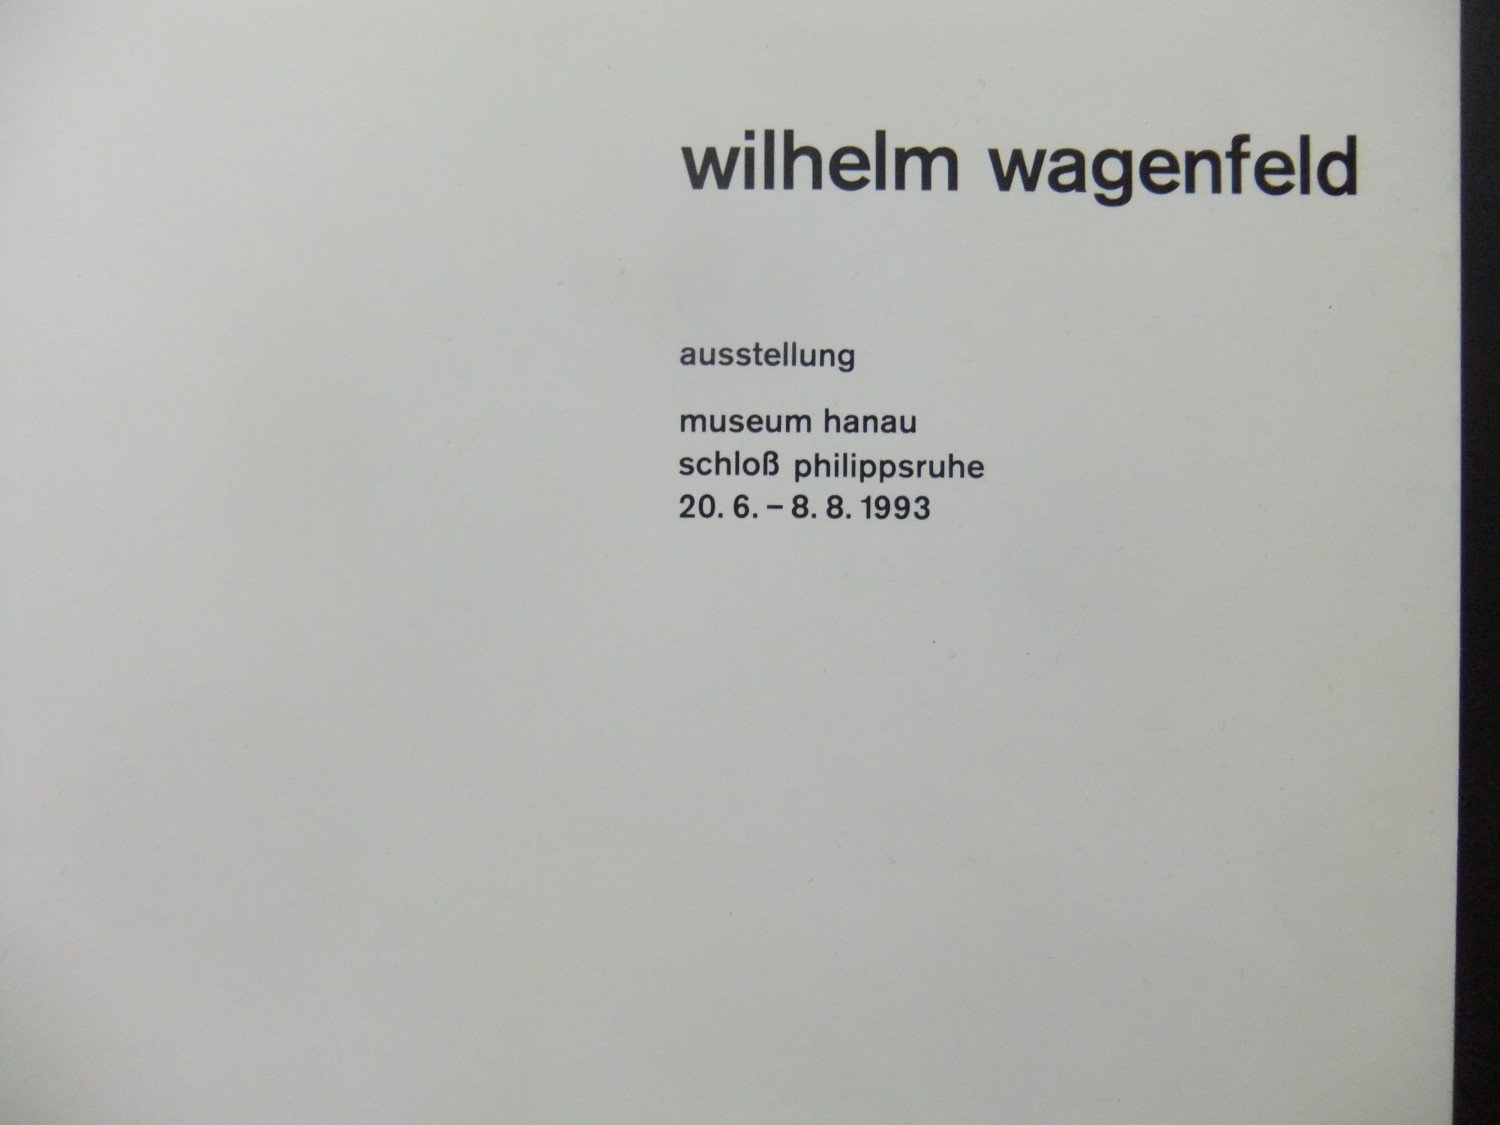 wilhelm wagenfeld
ausstellung
museum hanau
schloß philippsruhe
20. 6. – 8. 8. 1993